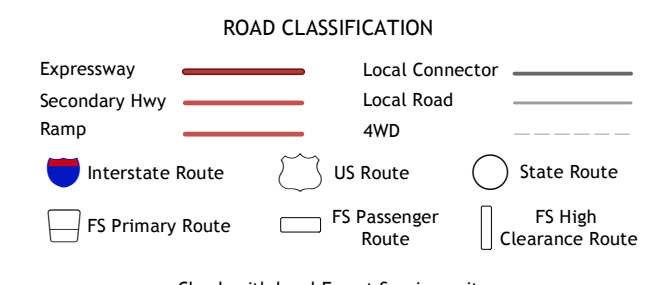 ROAD CLASSIFICATION
Expressway
Local Connector
Secondary Hwy
Local Road
Ramp
4WD
Interstate Route
US Route
State Route
FS Primary Route
FS Passenger
Route
FS High
Clearance Route